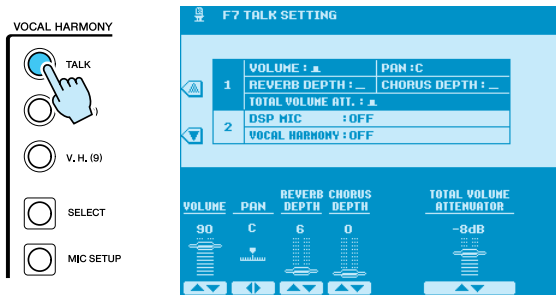 VOCAL HARMONY
TALK
)
V. H. (9)
SELECT
MIC SETUP
F7 TALK SETTING
1
VOLUME :
PAN :C
REVERB DEPTH :
CHORUS DEPTH :
TOTAL VOLUME ATT. :
2
DSP MIC :OFF
VOCAL HARMONY :OFF
VOLUME
PAN
REVERB DEPTH
CHORUS DEPTH
TOTAL VOLUME ATTENUATOR
90
C
6
0
-8dB